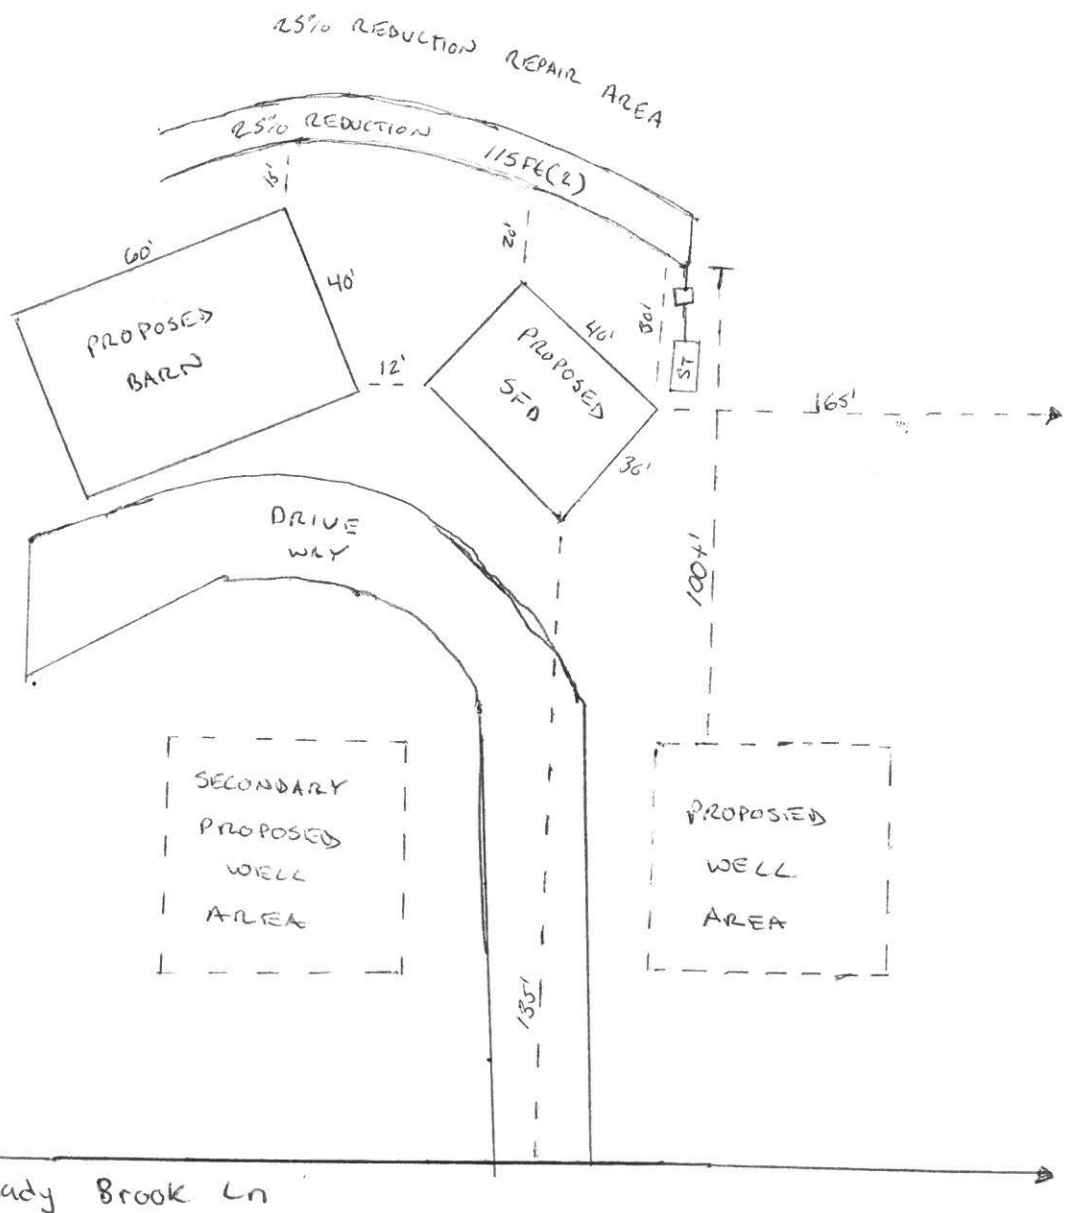 25% REDUCTION REPAIR AREA
25% REDUCTION 115Ft(2)
15'
20'
60'
40'
PROPOSED
BARN
12'
40'
PROPOSED
SFD
30'
ST
165'
DRIVE
WAY
100+'
SECONDARY
PROPOSED
WELL
AREA
PROPOSED
WELL
AREA
135'
ady Brook Ln